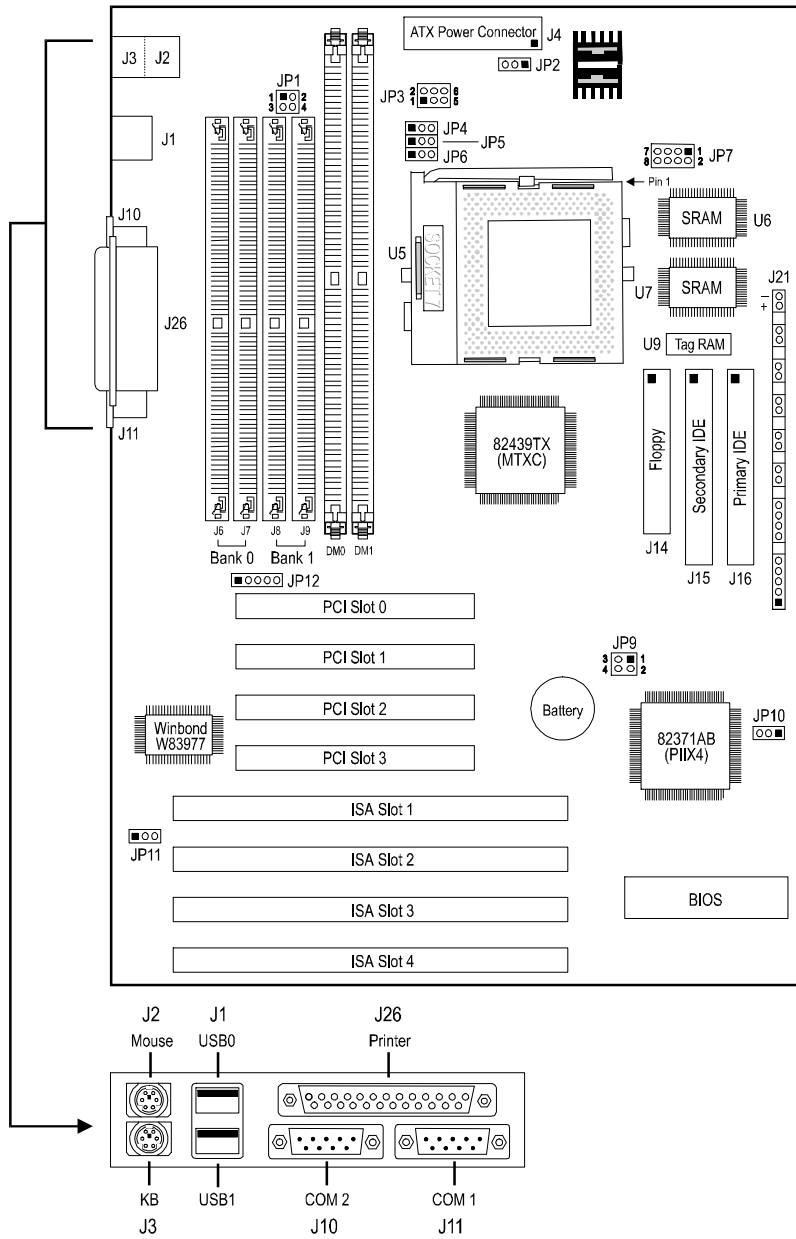 ATX Power Connector
J4
J3 J2
JP2
JP1
1 2
3 4
JP3
2 6
1 5
J1
JP4
JP5
JP6
7 1
8 2
JP7
Pin 1
J10
SRAM
U6
U5
SOCKET 7
J21
J26
U7
SRAM
− +
U9
Tag RAM
J11
82439TX
(MTXC)
Floppy
Secondary IDE
Primary IDE
J6 J7 J8 J9
DM0 DM1
Bank 0 Bank 1
J14
J15 J16
JP12
PCI Slot 0
PCI Slot 1
JP9
3 1
4 2
PCI Slot 2
Battery
JP10
Winbond
W83977
82371AB
(PIIX4)
PCI Slot 3
ISA Slot 1
JP11
ISA Slot 2
BIOS
ISA Slot 3
ISA Slot 4
J2 J1 J26
Mouse USB0 Printer
KB USB1 COM 2 COM 1
J3 J10 J11